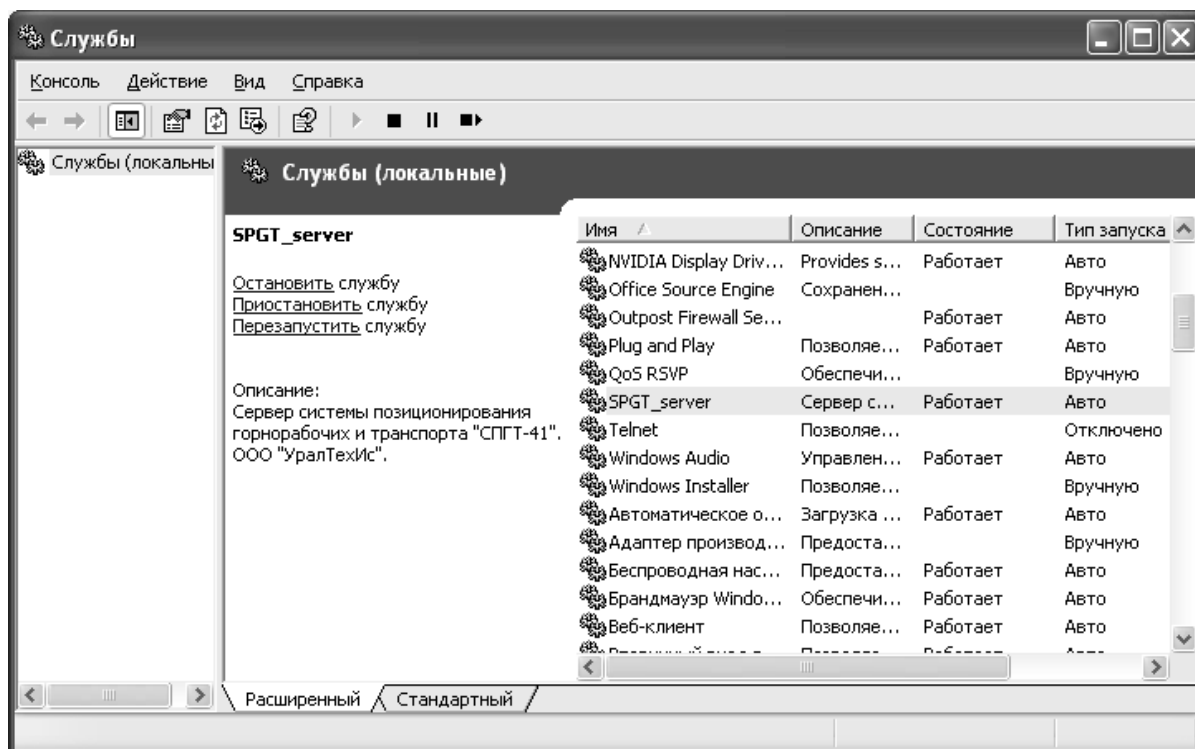 Службы
Консоль Действие Вид Справка
Службы (локальны
Службы (локальные)
SPGT_server
Остановить службу
Приостановить службу
Перезапустить службу
Описание:
Сервер системы позиционирования
горнорабочих и транспорта "СПГТ-41".
ООО "УралТехИс".
Имя Описание Состояние Тип запуска
NVIDIA Display Driv... Provides s... Работает Авто
Office Source Engine Сохранен... Вручную
Outpost Firewall Se... Работает Авто
Plug and Play Позволяе... Работает Авто
QoS RSVP Обеспечи... Вручную
SPGT_server Сервер с... Работает Авто
Telnet Позволяе... Отключено
Windows Audio Управлен... Работает Авто
Windows Installer Позволяе... Вручную
Автоматическое о... Загрузка ... Работает Авто
Адаптер производ... Предоста... Вручную
Беспроводная нас... Предоста... Работает Авто
Брандмауэр Windo... Обеспечи... Работает Авто
Веб-клиент Позволяе... Работает Авто
Расширенный Стандартный